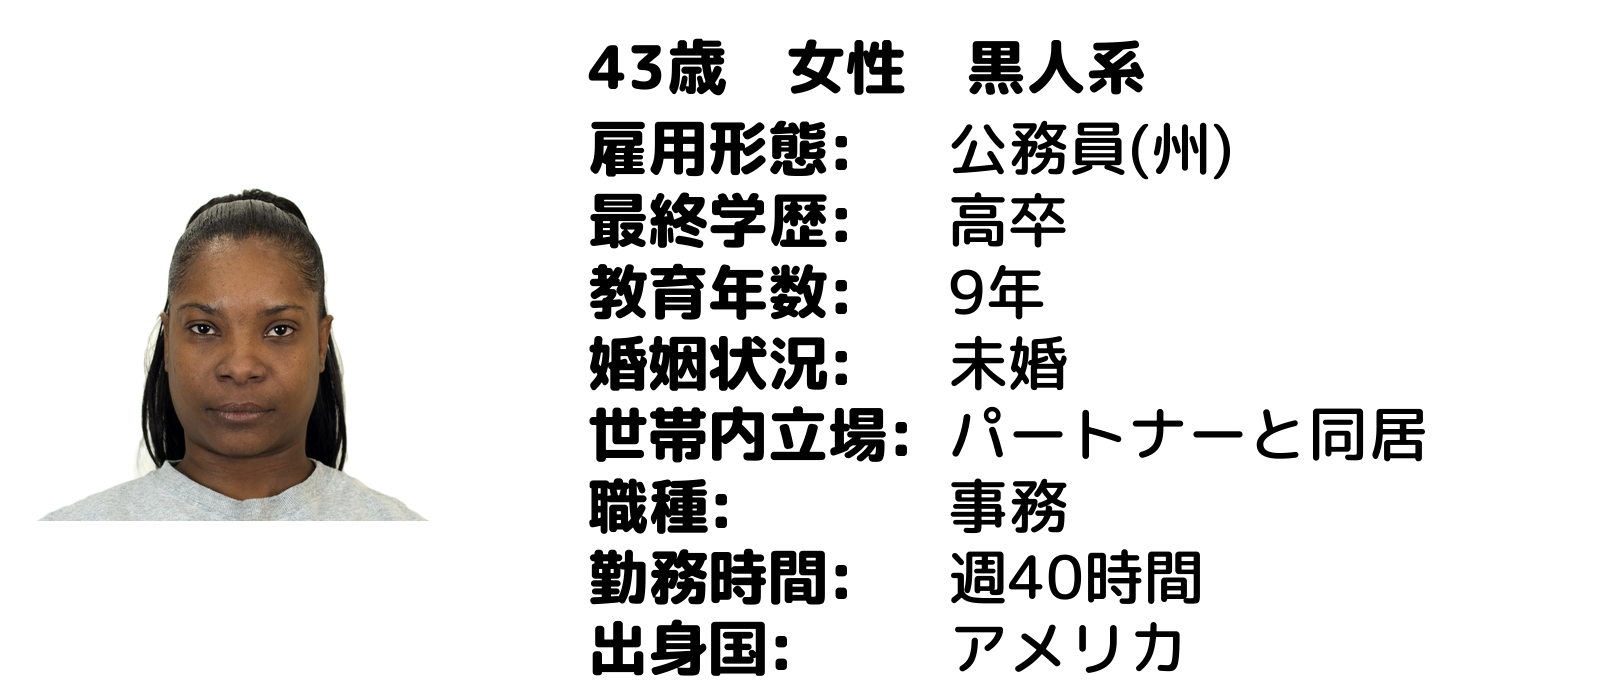 43歳　女性　黒人系
雇用形態:　公務員(州)
最終学歴:　高卒
教育年数:　9年
婚姻状況:　未婚
世帯内立場:　パートナーと同居
職種:　事務
勤務時間:　週40時間
出身国:　アメリカ